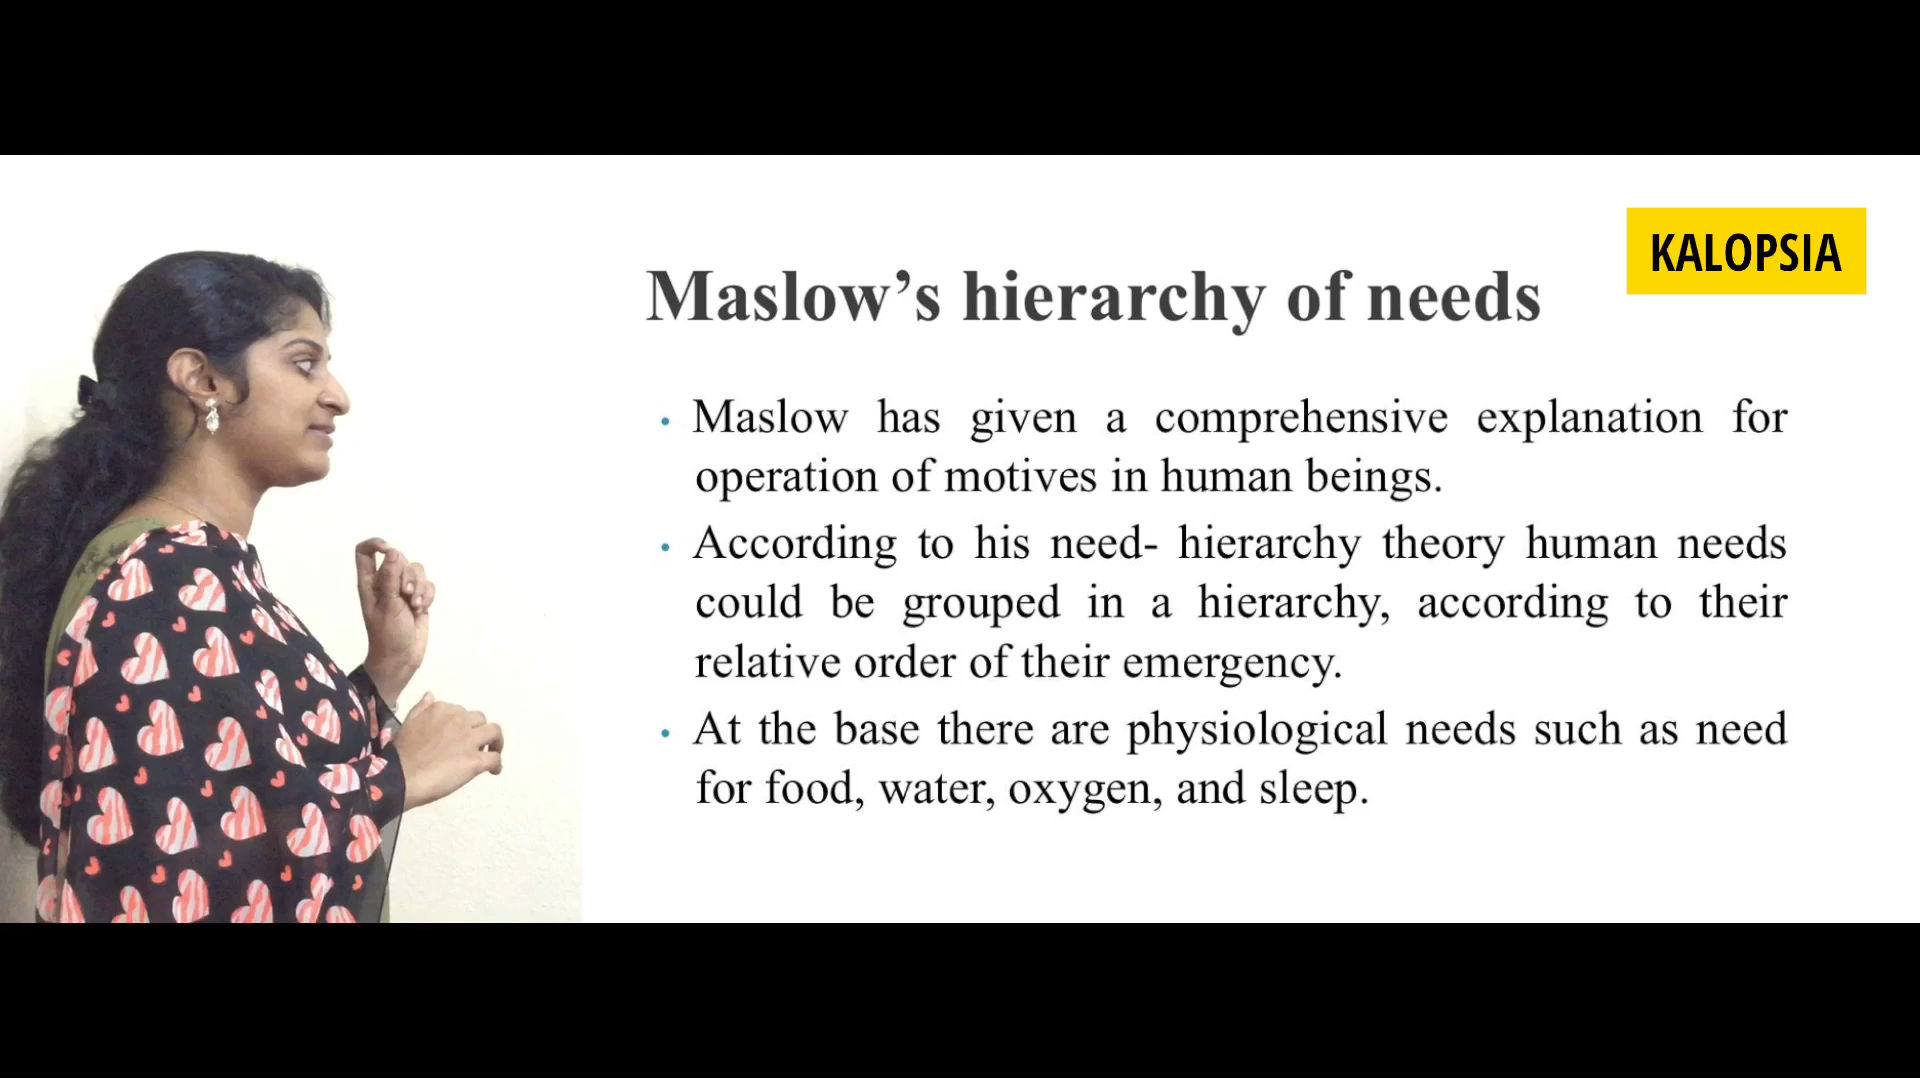 KALOPSIA
Maslow’s hierarchy of needs
• Maslow has given a comprehensive explanation for
operation of motives in human beings.
• According to his need- hierarchy theory human needs
could be grouped in a hierarchy, according to their
relative order of their emergency.
• At the base there are physiological needs such as need
for food, water, oxygen, and sleep.